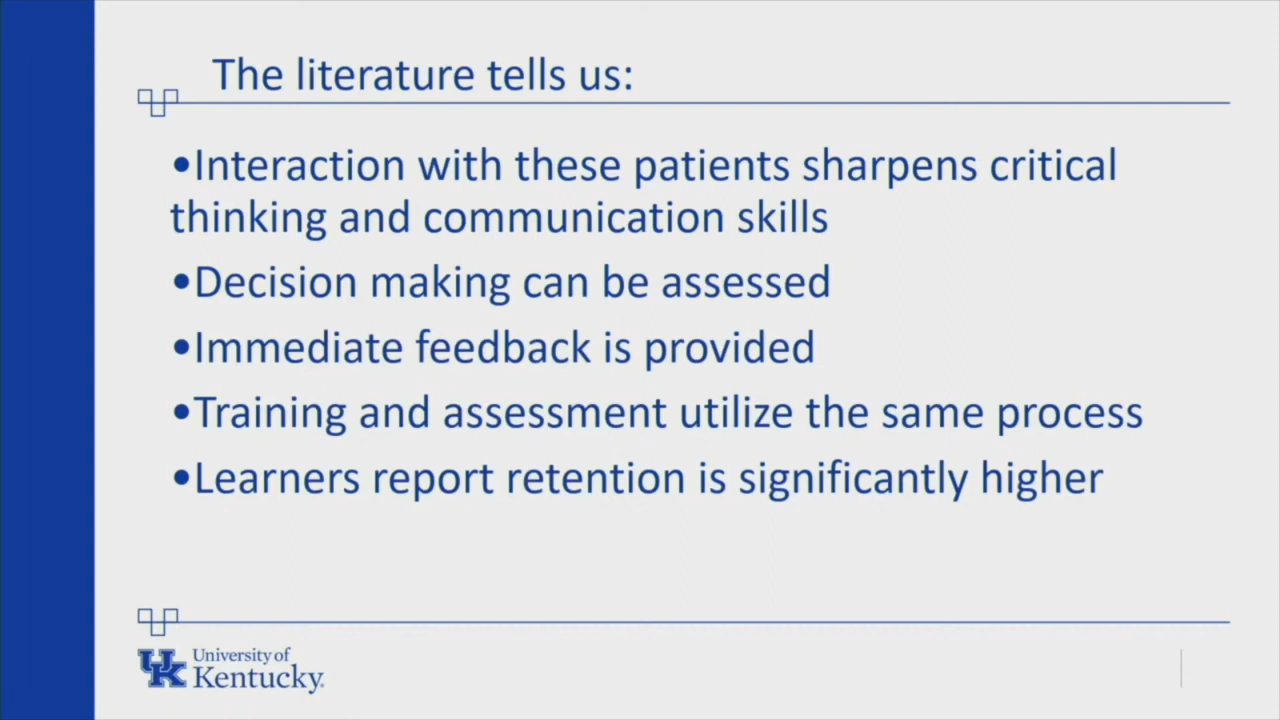 The literature tells us:
•Interaction with these patients sharpens critical
thinking and communication skills
•Decision making can be assessed
•Immediate feedback is provided
•Training and assessment utilize the same process
•Learners report retention is significantly higher
UK
University of
Kentucky.